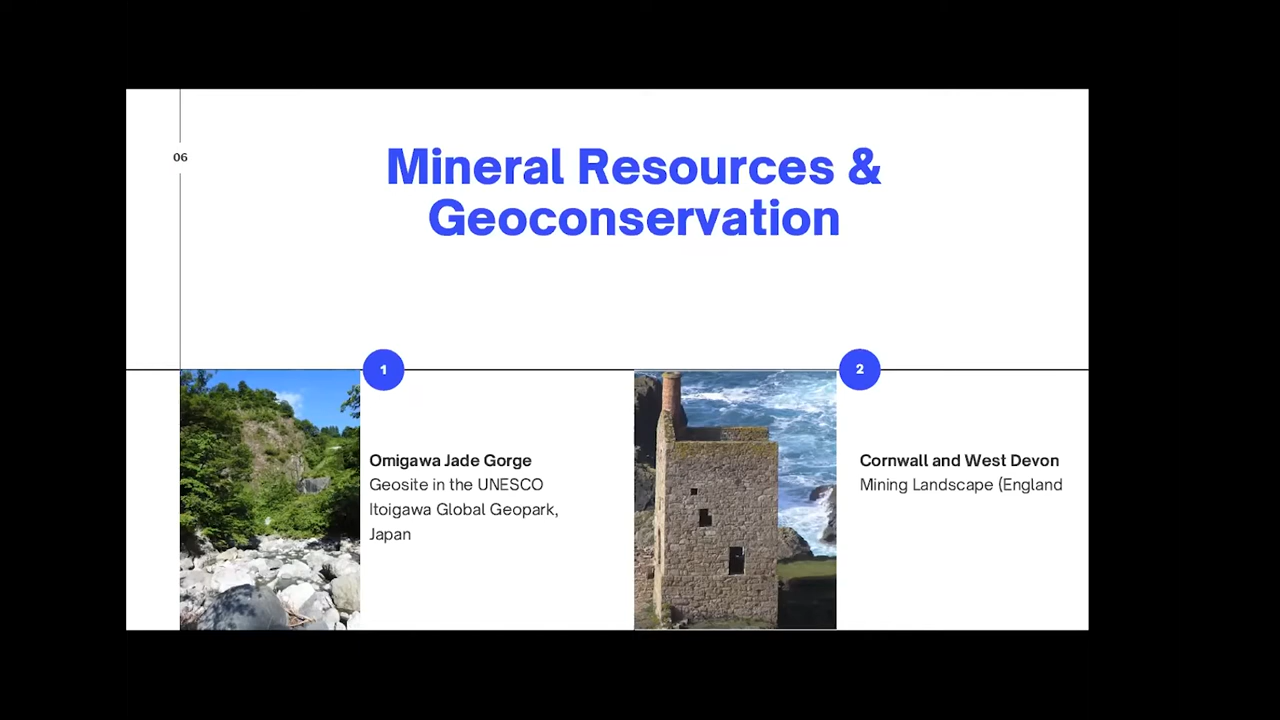 06
Mineral Resources &
Geoconservation
1
Omigawa Jade Gorge
Geosite in the UNESCO
Itoigawa Global Geopark,
Japan
2
Cornwall and West Devon
Mining Landscape (England